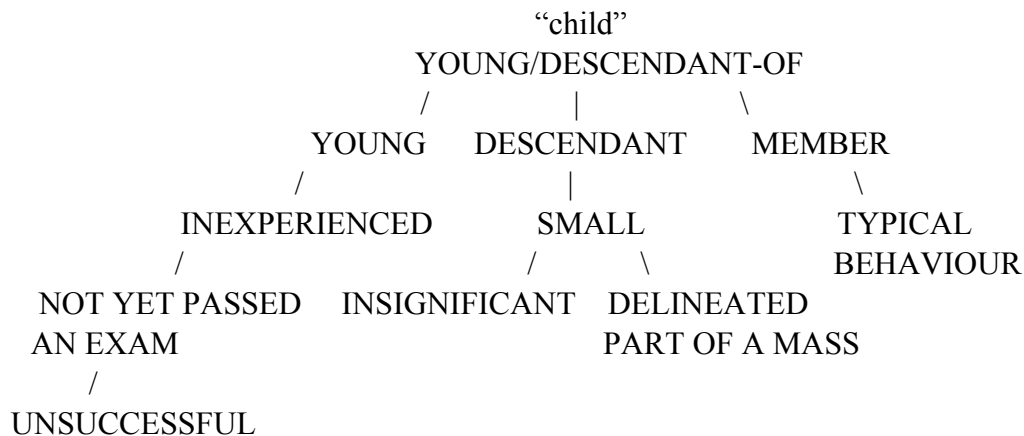 “child”
YOUNG/DESCENDANT-OF
/ | \
YOUNG DESCENDANT MEMBER
/ | \
INEXPERIENCED SMALL TYPICAL
/ / \ BEHAVIOUR
NOT YET PASSED INSIGNIFICANT DELINEATED
AN EXAM PART OF A MASS
/
UNSUCCESSFUL